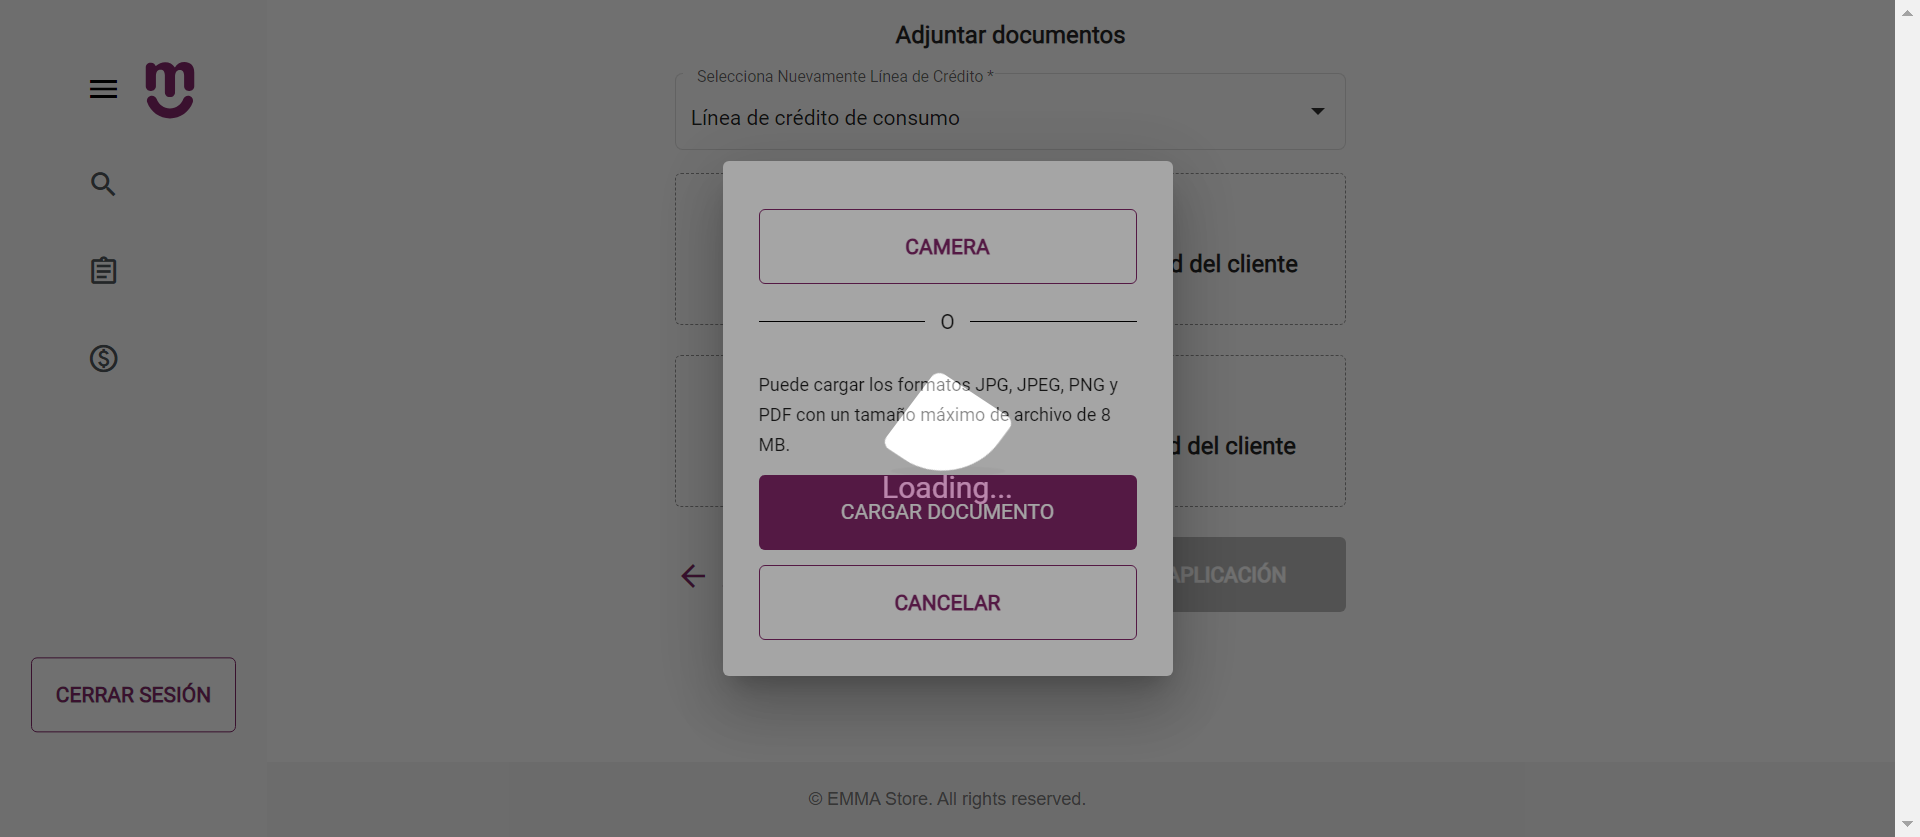 Adjuntar documentos
Selecciona Nuevamente Línea de Crédito *
Línea de crédito de consumo
CAMERA
d del cliente
O
Puede cargar los formatos JPG, JPEG, PNG y
PDF con un tamaño máximo de archivo de 8
MB.
d del cliente
Loading...
CARGAR DOCUMENTO
APLICACIÓN
CANCELAR
CERRAR SESIÓN
© EMMA Store. All rights reserved.